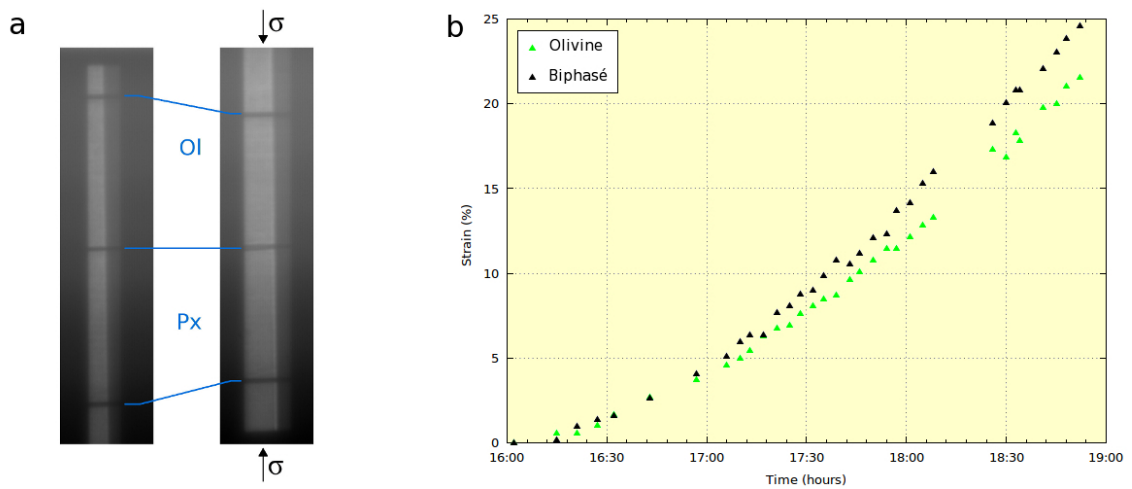 a
σ
Ol
Px
σ
b
Olivine
Biphasé
Strain (%)
25
20
15
10
5
0
16:00 16:30 17:00 17:30 18:00 18:30 19:00
Time (hours)